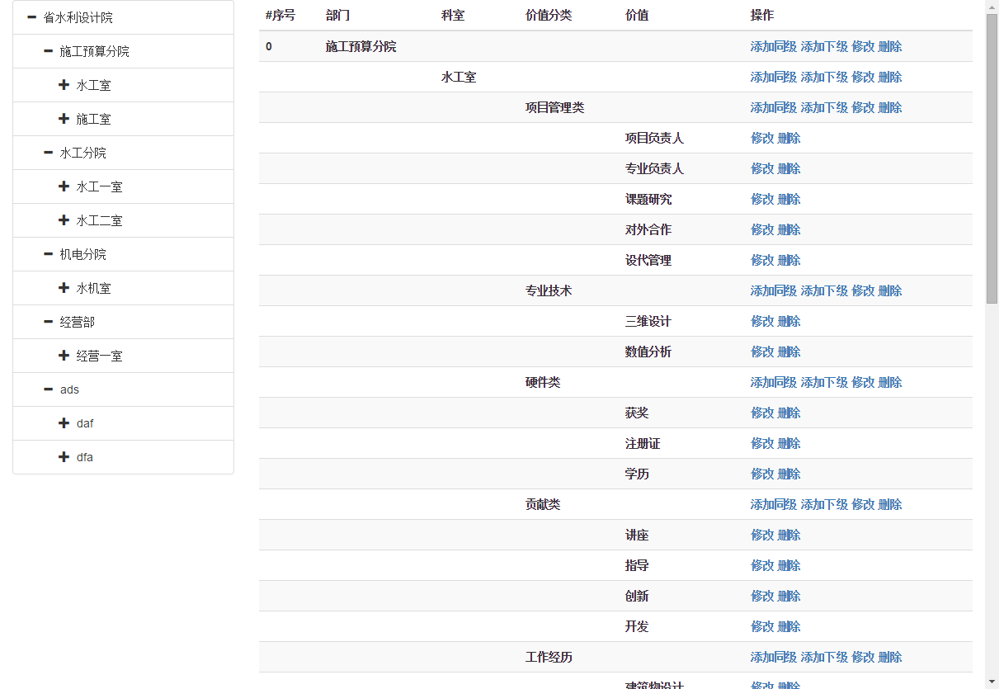 省水利设计院
施工预算分院
水工室
施工室
水工分院
水工一室
水工二室
机电分院
水机室
经营部
经营一室
ads
daf
dfa
#序号 部门 科室 价值分类 价值 操作
0 施工预算分院 添加同级 添加下级 修改 删除
水工室 添加同级 添加下级 修改 删除
项目管理类 添加同级 添加下级 修改 删除
项目负责人 修改 删除
专业负责人 修改 删除
课题研究 修改 删除
对外合作 修改 删除
设代管理 修改 删除
专业技术 添加同级 添加下级 修改 删除
三维设计 修改 删除
数值分析 修改 删除
硬件类 添加同级 添加下级 修改 删除
获奖 修改 删除
注册证 修改 删除
学历 修改 删除
贡献类 添加同级 添加下级 修改 删除
讲座 修改 删除
指导 修改 删除
创新 修改 删除
开发 修改 删除
工作经历 添加同级 添加下级 修改 删除
建筑物设计 修改 删除